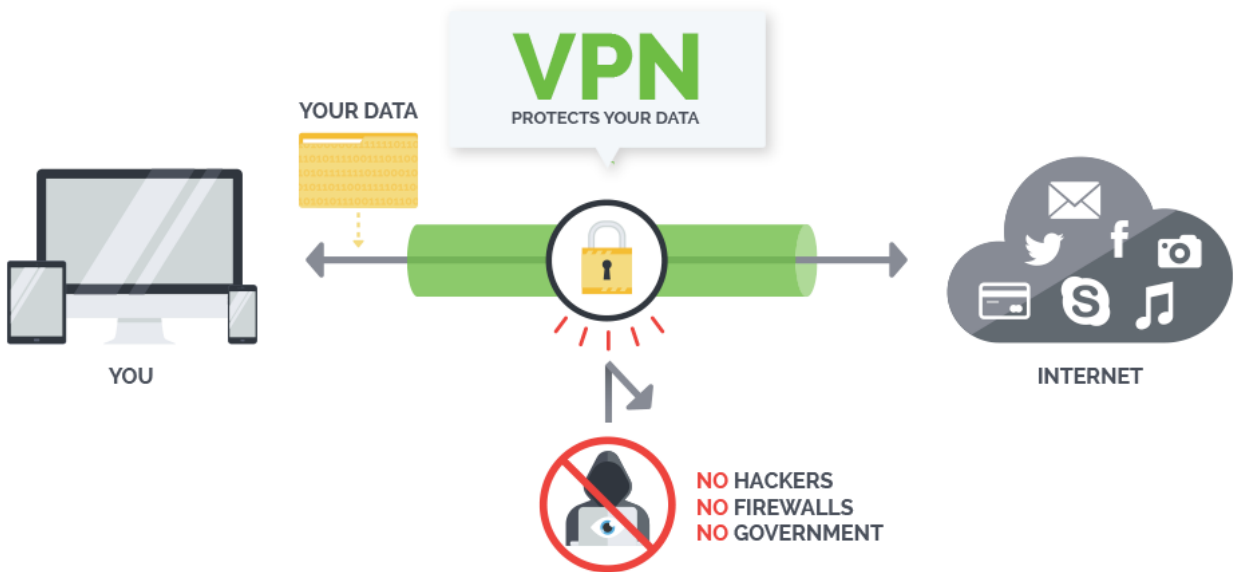 VPN
PROTECTS YOUR DATA
YOUR DATA
YOU
INTERNET
NO HACKERS
NO FIREWALLS
NO GOVERNMENT